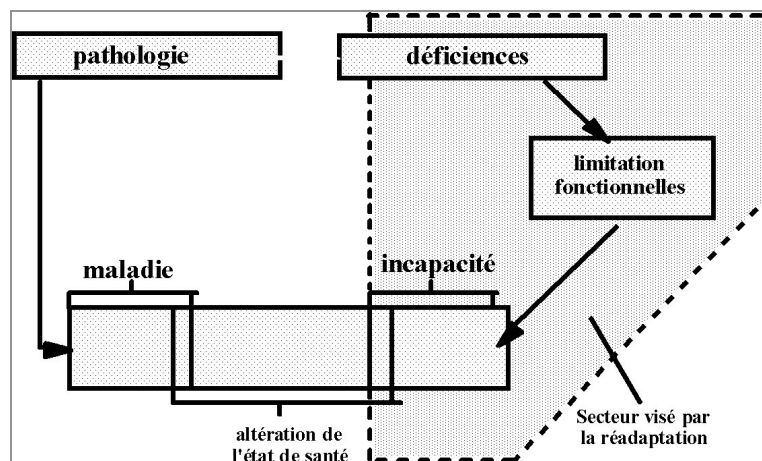 pathologie
déficiences
limitation
fonctionnelles
maladie
incapacité
altération de
l'état de santé
Secteur visé par
la réadaptation